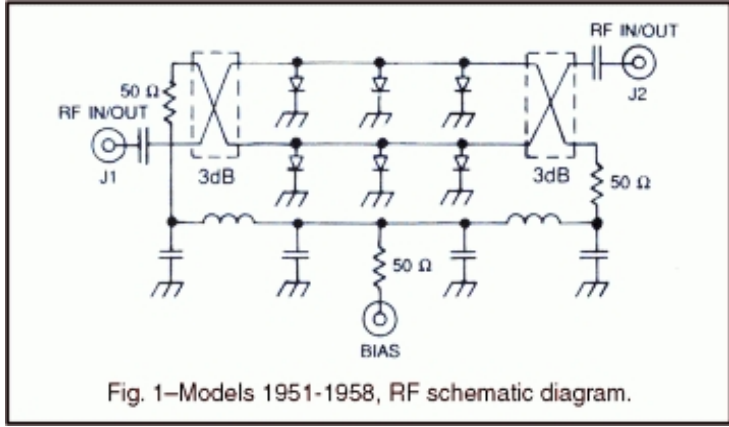 RF IN/OUT
J2
50 Ω
RF IN/OUT
J1
3dB
3dB
50 Ω
50 Ω
BIAS
Fig. 1–Models 1951-1958, RF schematic diagram.